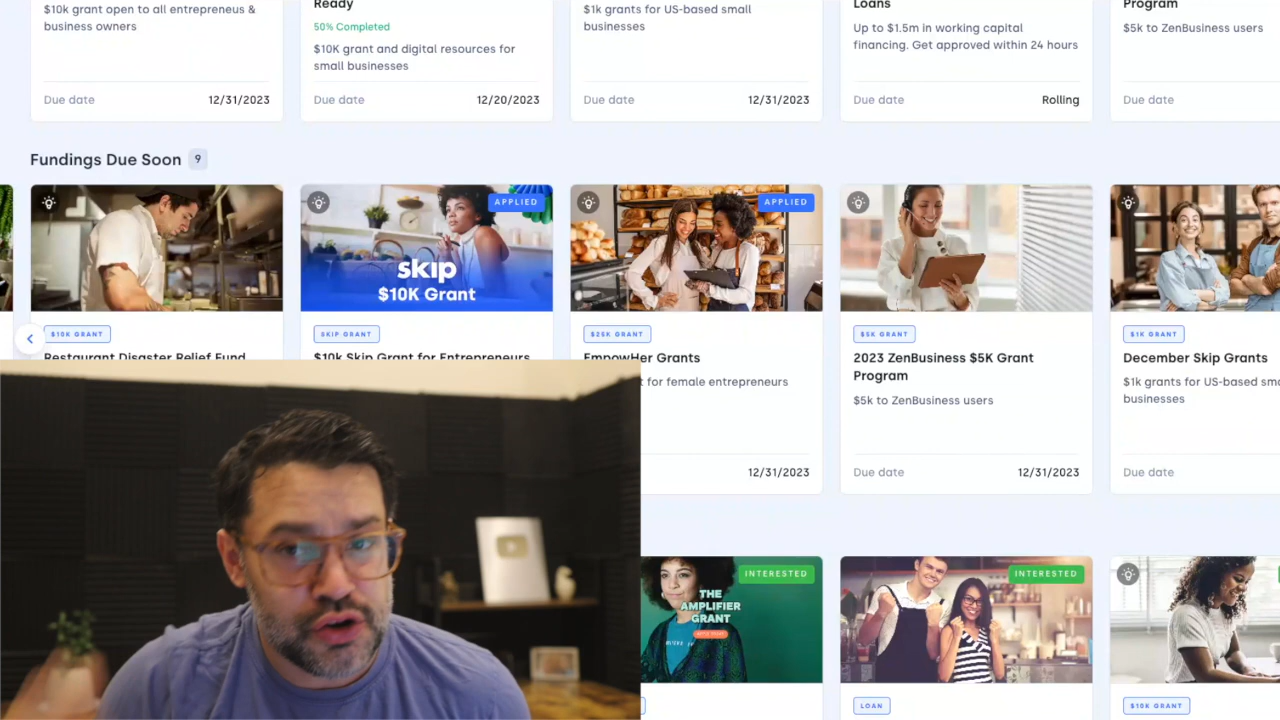 $10k grant open to all entrepreneus &
business owners
Due date 12/31/2023
Ready
50% Completed
$10K grant and digital resources for
small businesses
Due date 12/20/2023
$1k grants for US-based small
businesses
Due date 12/31/2023
Loans
Up to $1.5m in working capital
financing. Get approved within 24 hours
Due date Rolling
Program
$5k to ZenBusiness users
Due date
Fundings Due Soon 9
$10K GRANT
Restaurant Disaster Relief Fund
APPLIED
skip
$10K Grant
SKIP GRANT
$10k Skip Grant for Entrepreneurs
APPLIED
$25K GRANT
EmpowHer Grants
for female entrepreneurs
12/31/2023
$5K GRANT
2023 ZenBusiness $5K Grant
Program
$5k to ZenBusiness users
Due date 12/31/2023
$1K GRANT
December Skip Grants
$1k grants for US-based
businesses
Due date
INTERESTED
THE
AMPLIFIER
GRANT
INTERESTED
LOAN
$10K GRANT